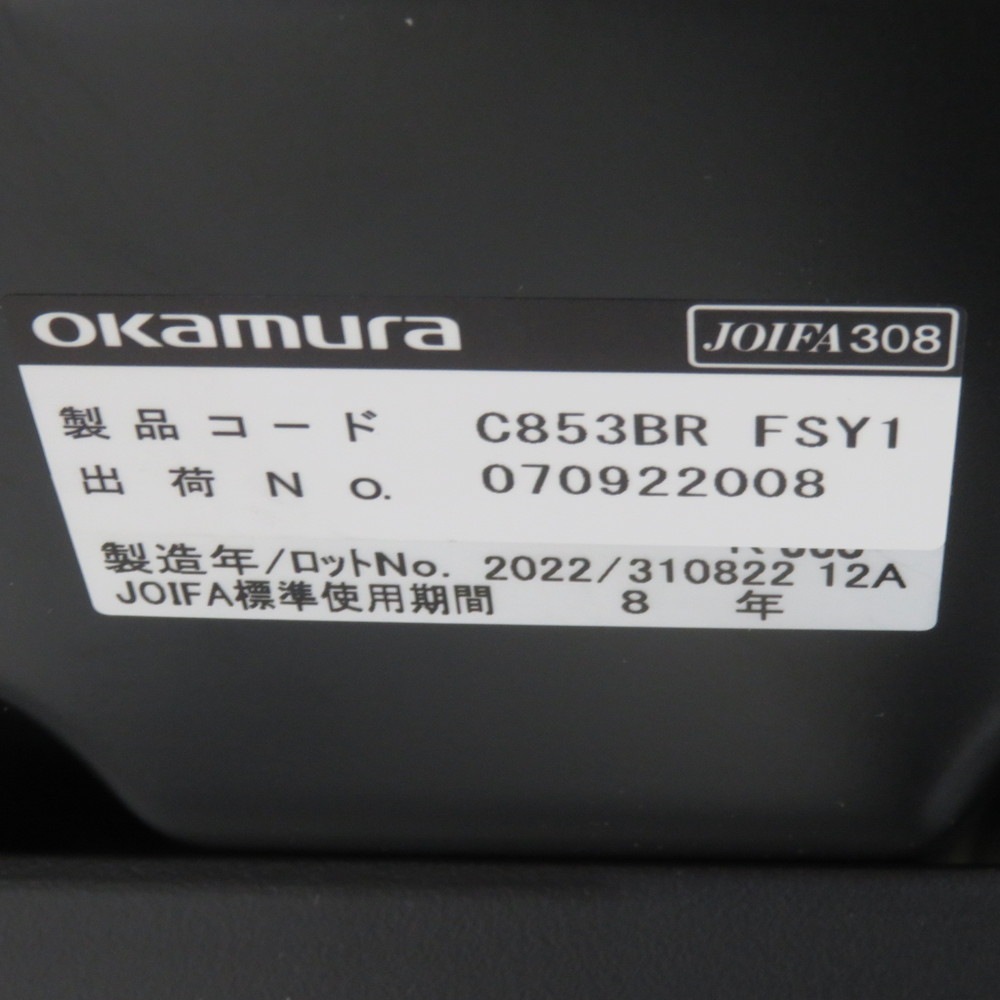 OKamura
JOIFA308
製品コード C853BR FSY1
出荷No. 070922008
製造年/ロットNo. 2022/310822 12A
JOIFA標準使用期間 8 年